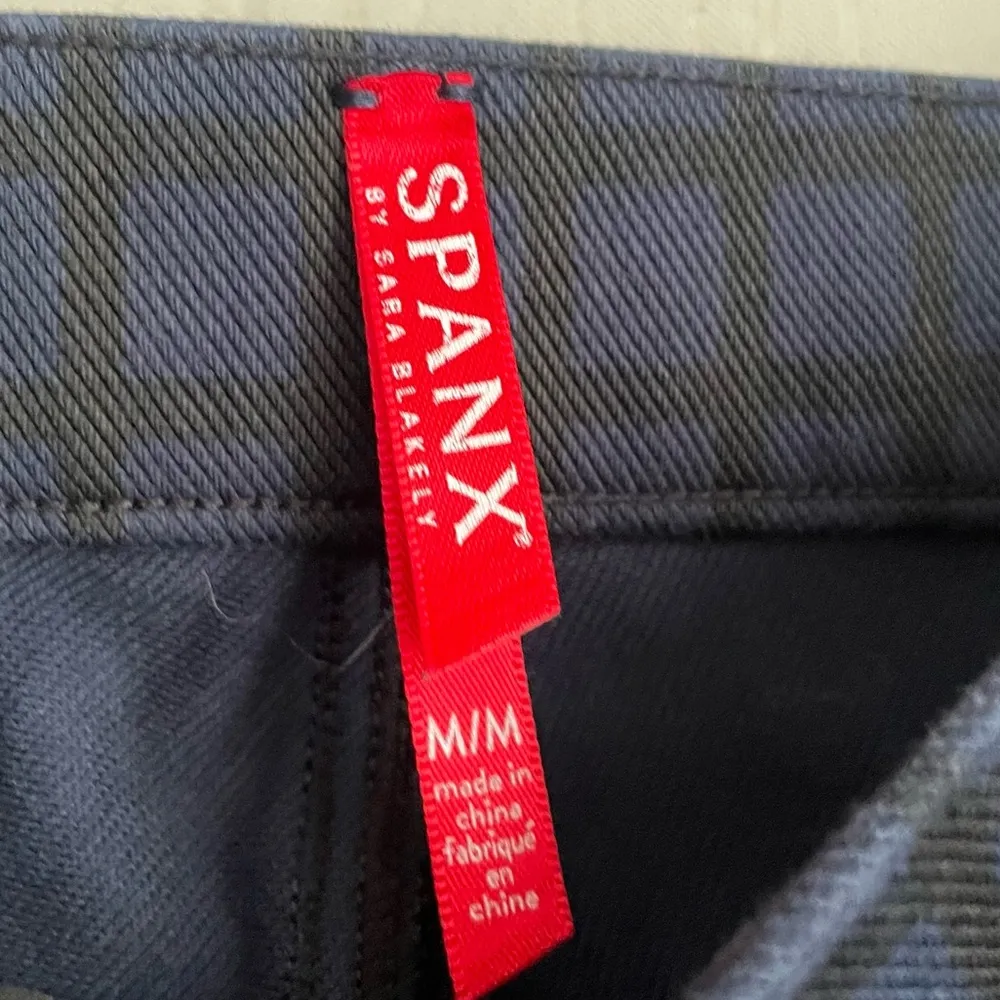 SPANX®
BY SARA BLAKELY
M/M
made in
china
fabriqué
en
chine